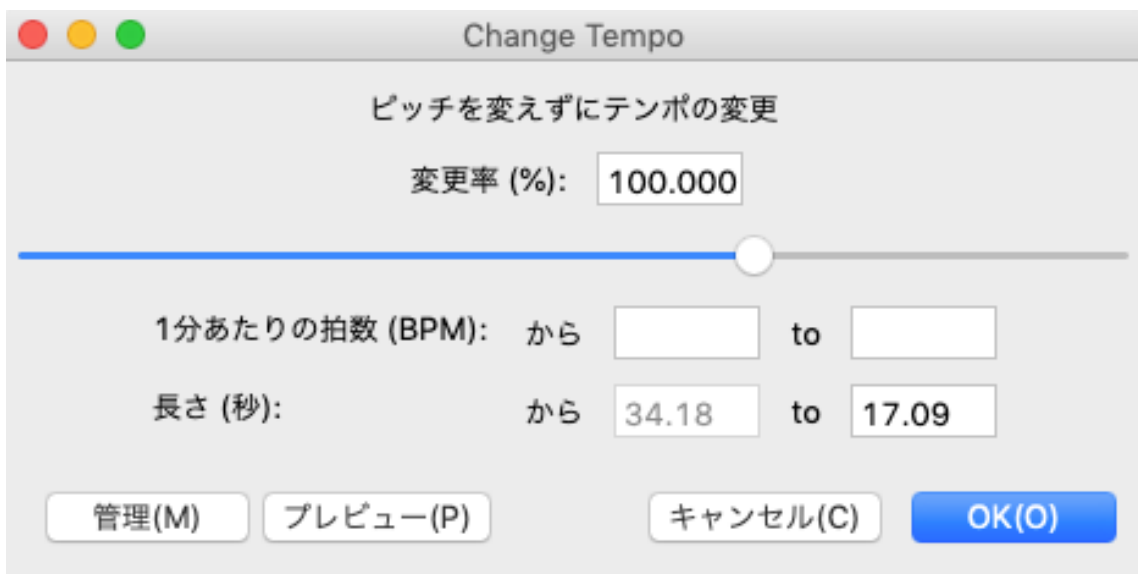 Change Tempo
ピッチを変えずにテンポの変更
変更率 (%): 100.000
1分あたりの拍数 (BPM): から to
長さ (秒): から 34.18 to 17.09
管理(M) プレビュー(P) キャンセル(C) OK(O)